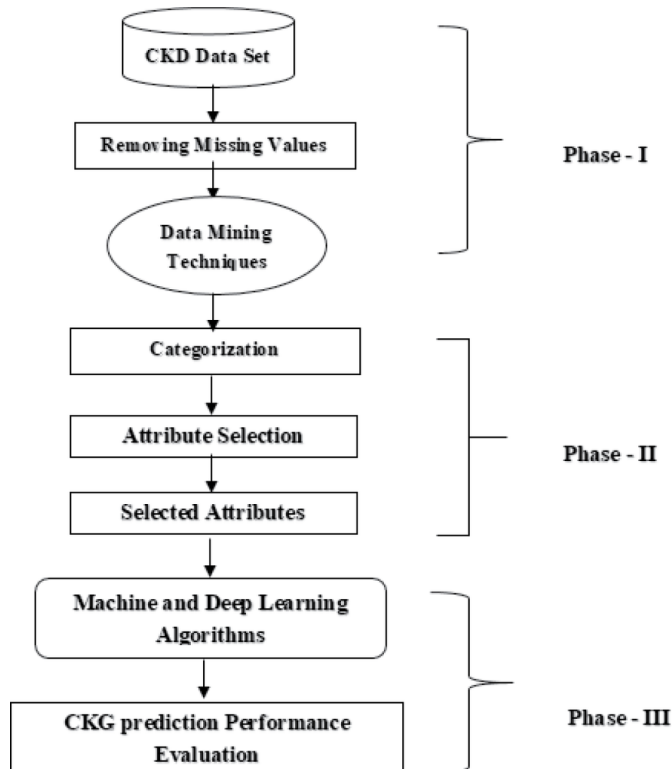 CKD Data Set
Removing Missing Values
Phase - I
Data Mining
Techniques
Categorization
Attribute Selection
Phase - II
Selected Attributes
Machine and Deep Learning
Algorithms
CKG prediction Performance
Evaluation
Phase - III